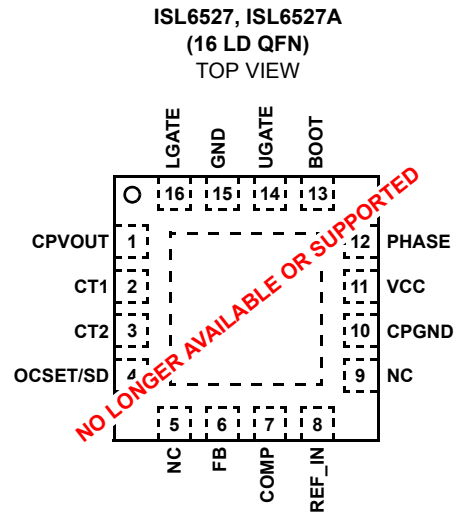 ISL6527, ISL6527A
(16 LD QFN)
TOP VIEW
LGATE
GND
UGATE
BOOT
16
15
14
13
CPVOUT 1
12 PHASE
CT1 2
11 VCC
CT2 3
10 CPGND
OCSET/SD 4
9 NC
5
6
7
8
NC
FB
COMP
REF_IN
NO LONGER AVAILABLE OR SUPPORTED